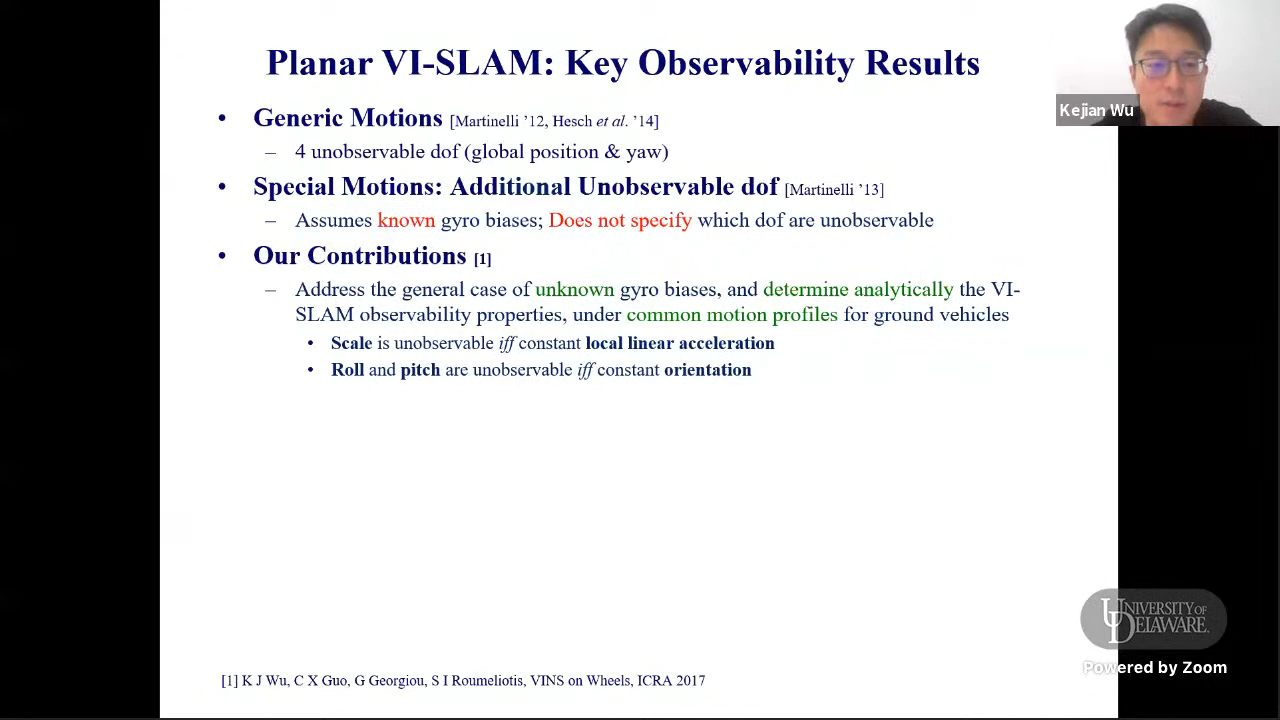 Planar VI-SLAM: Key Observability Results
Kejian Wu
• Generic Motions [Martinelli ’12, Hesch et al. ’14]
– 4 unobservable dof (global position & yaw)
• Special Motions: Additional Unobservable dof [Martinelli ’13]
– Assumes known gyro biases; Does not specify which dof are unobservable
• Our Contributions [1]
– Address the general case of unknown gyro biases, and determine analytically the VI-
SLAM observability properties, under common motion profiles for ground vehicles
• Scale is unobservable iff constant local linear acceleration
• Roll and pitch are unobservable iff constant orientation
UNIVERSITY OF
DELAWARE.
Powered by Zoom
[1] K J Wu, C X Guo, G Georgiou, S I Roumeliotis, VINS on Wheels, ICRA 2017